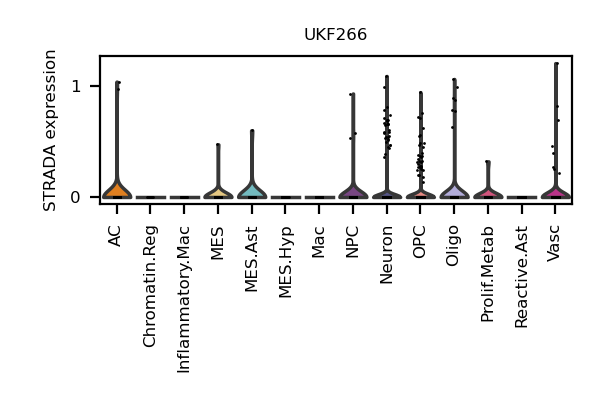 UKF266
STRADA expression
1
0
AC
Chromatin.Reg
Inflammatory.Mac
MES
MES.Ast
MES.Hyp
Mac
NPC
Neuron
OPC
Oligo
Prolif.Metab
Reactive.Ast
Vasc